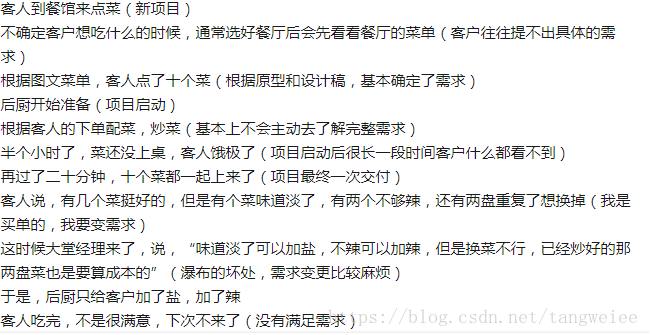 客人到餐馆来点菜（新项目）
不确定客户想吃什么的时候，通常选好餐厅后会先看看餐厅的菜单（客户往往提不出具体的需
求）
根据图文菜单，客人点了十个菜（根据原型和设计稿，基本确定了需求）
后厨开始准备（项目启动）
根据客人的下单配菜，炒菜（基本上不会主动去了解完整需求）
半个小时了，菜还没上桌，客人饿极了（项目启动后很长一段时间客户什么都看不到）
再过了二十分钟，十个菜都一起上来了（项目最终一次交付）
客人说，有几个菜挺好的，但是有个菜味道淡了，有两个不够辣，还有两盘重复了想换掉（我是
买单的，我要变需求）
这时候大堂经理来了，说，“味道淡了可以加盐，不辣可以加辣，但是换菜不行，已经炒好的那
两盘菜也是要算成本的”（瀑布的坏处，需求变更比较麻烦）
于是，后厨只给客户加了盐，加了辣
客人吃完，不是很满意，下次不来了（没有满足需求）
https://blog.csdn.net/tangweiee